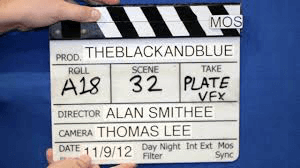 MOS
PROD. THEBLACKANDBLUE
ROLL SCENE TAKE
A18 32 PLATE VFX
DIRECTOR ALAN SMITHEE
CAMERA THOMAS LEE
DATE 11/9/12 Day Night Int Ext Mos
Filter Sync